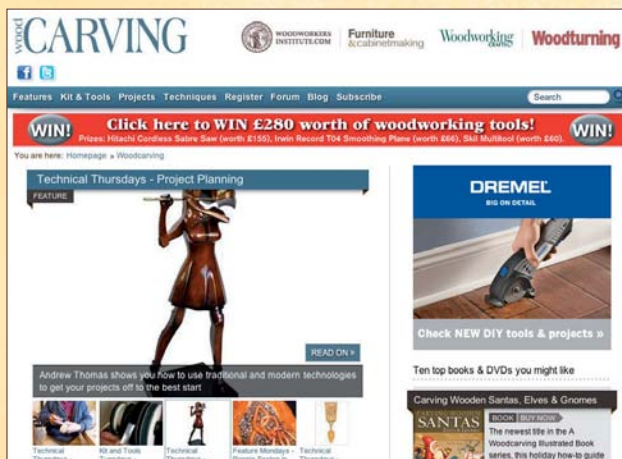 wood
CARVING
WOODWORKERS
INSTITUTE.COM
Furniture
&cabinetmaking
Woodworking
crafts
Woodturning
Features Kit & Tools Projects Techniques Register Forum Blog Subscribe
Search
WIN!
Click here to WIN £280 worth of woodworking tools!
Prizes: Hitachi Cordless Sabre Saw (worth £155), Irwin Record T04 Smoothing Plane (worth £66), Skil Multitool (worth £60).
WIN!
You are here: Homepage » Woodcarving
Technical Thursdays - Project Planning
FEATURE
READ ON »
Andrew Thomas shows you how to use traditional and modern technologies
to get your projects off to the best start
Technical
Kit and Tools
Technical
Feature Mondays -
Technical
DREMEL
BIG ON DETAIL
Check NEW DIY tools & projects »
Ten top books & DVDs you might like
Carving Wooden Santas, Elves & Gnomes
CARVING WOODEN
SANTAS
BOOK BUY NOW
The newest title in the A
Woodcarving Illustrated Book
series, this holiday how-to guide